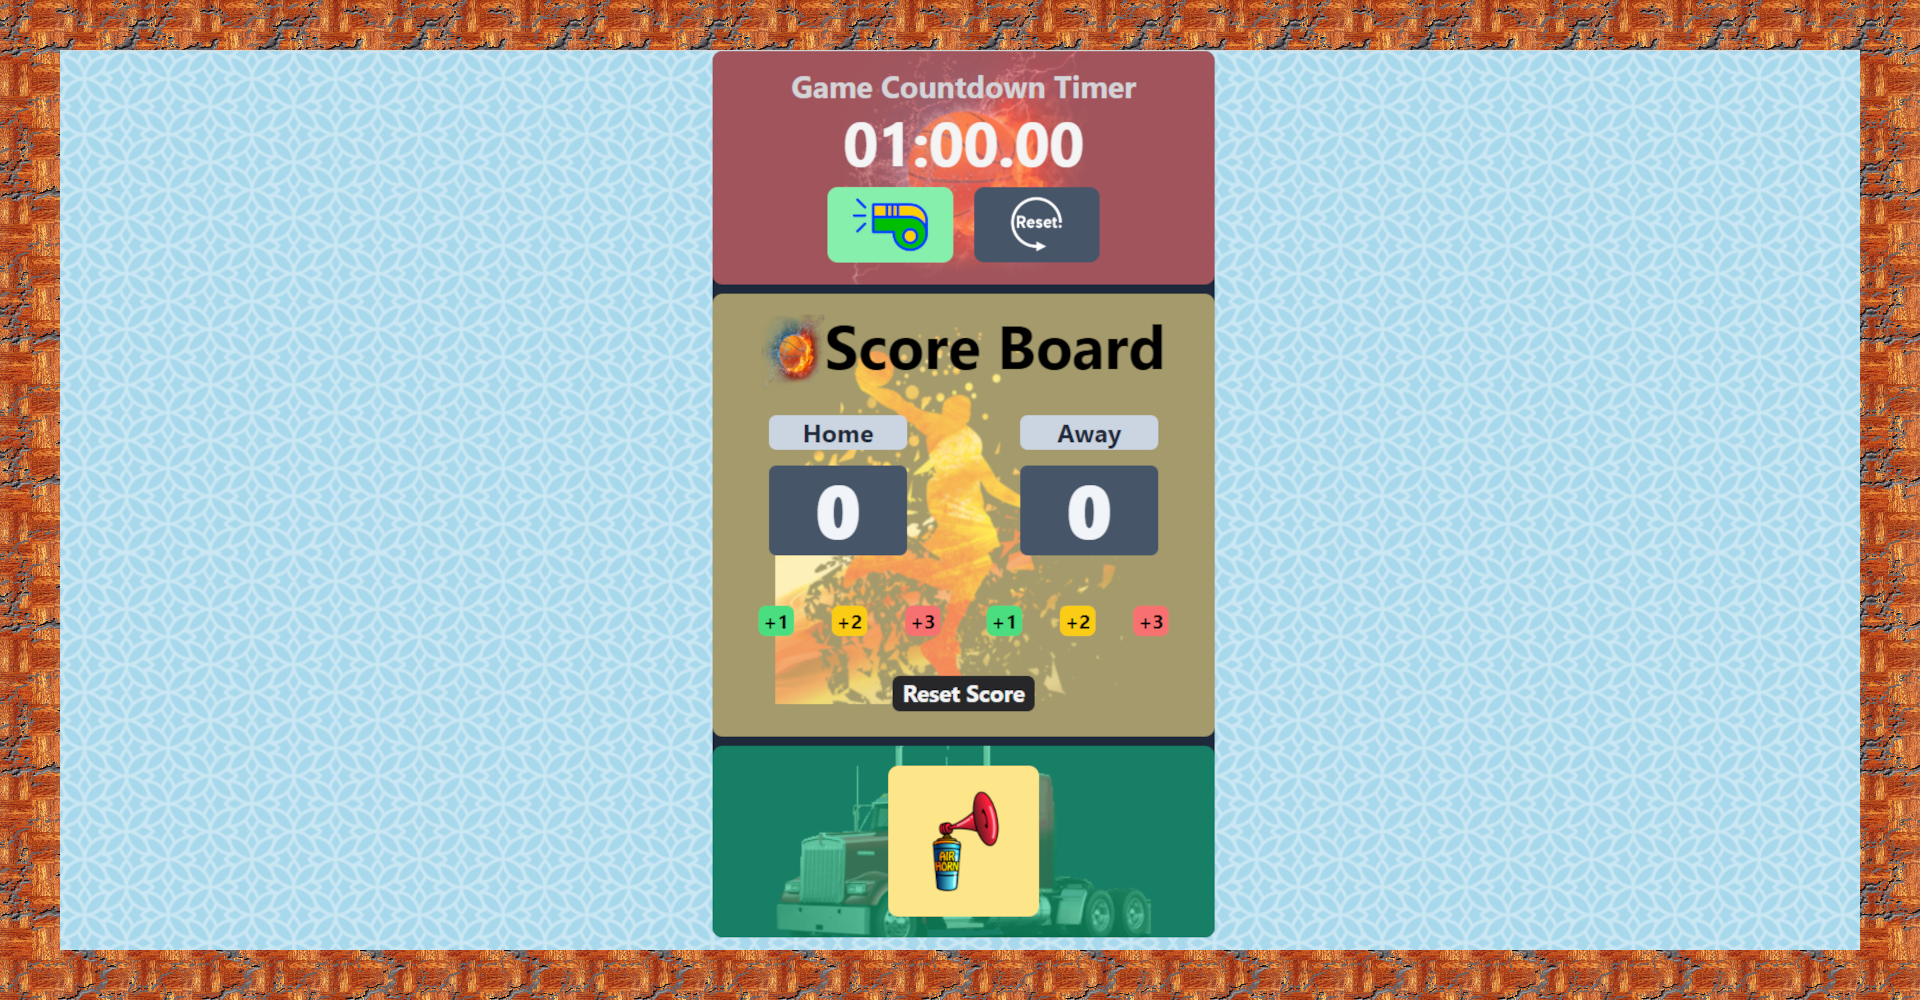 Game Countdown Timer
01:00.00
Reset!
Score Board
Home Away
0 0
+1 +2 +3 +1 +2 +3
Reset Score
AIR
HORN